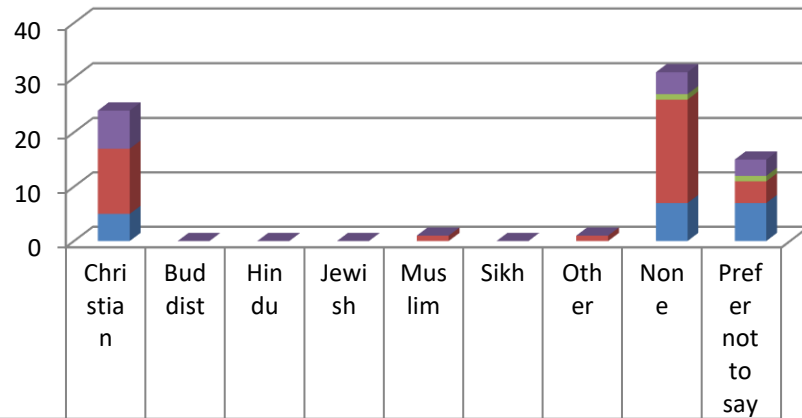 40
30
20
10
0
Chri Bud Hin Jewi Mus Sikh Oth Non Pref
stia dist du sh lim er e er
n not
to
say